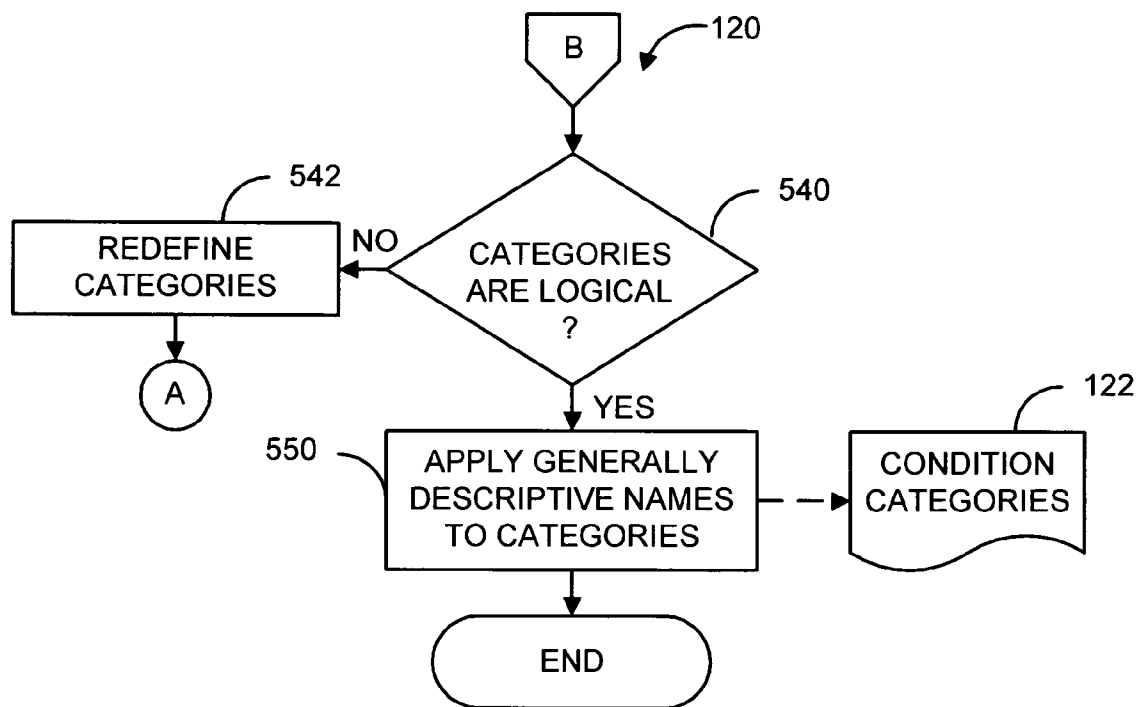 B
120
542
540
REDEFINE
CATEGORIES
NO
CATEGORIES
ARE LOGICAL
?
A
YES
122
550
APPLY GENERALLY
DESCRIPTIVE NAMES
TO CATEGORIES
CONDITION
CATEGORIES
END